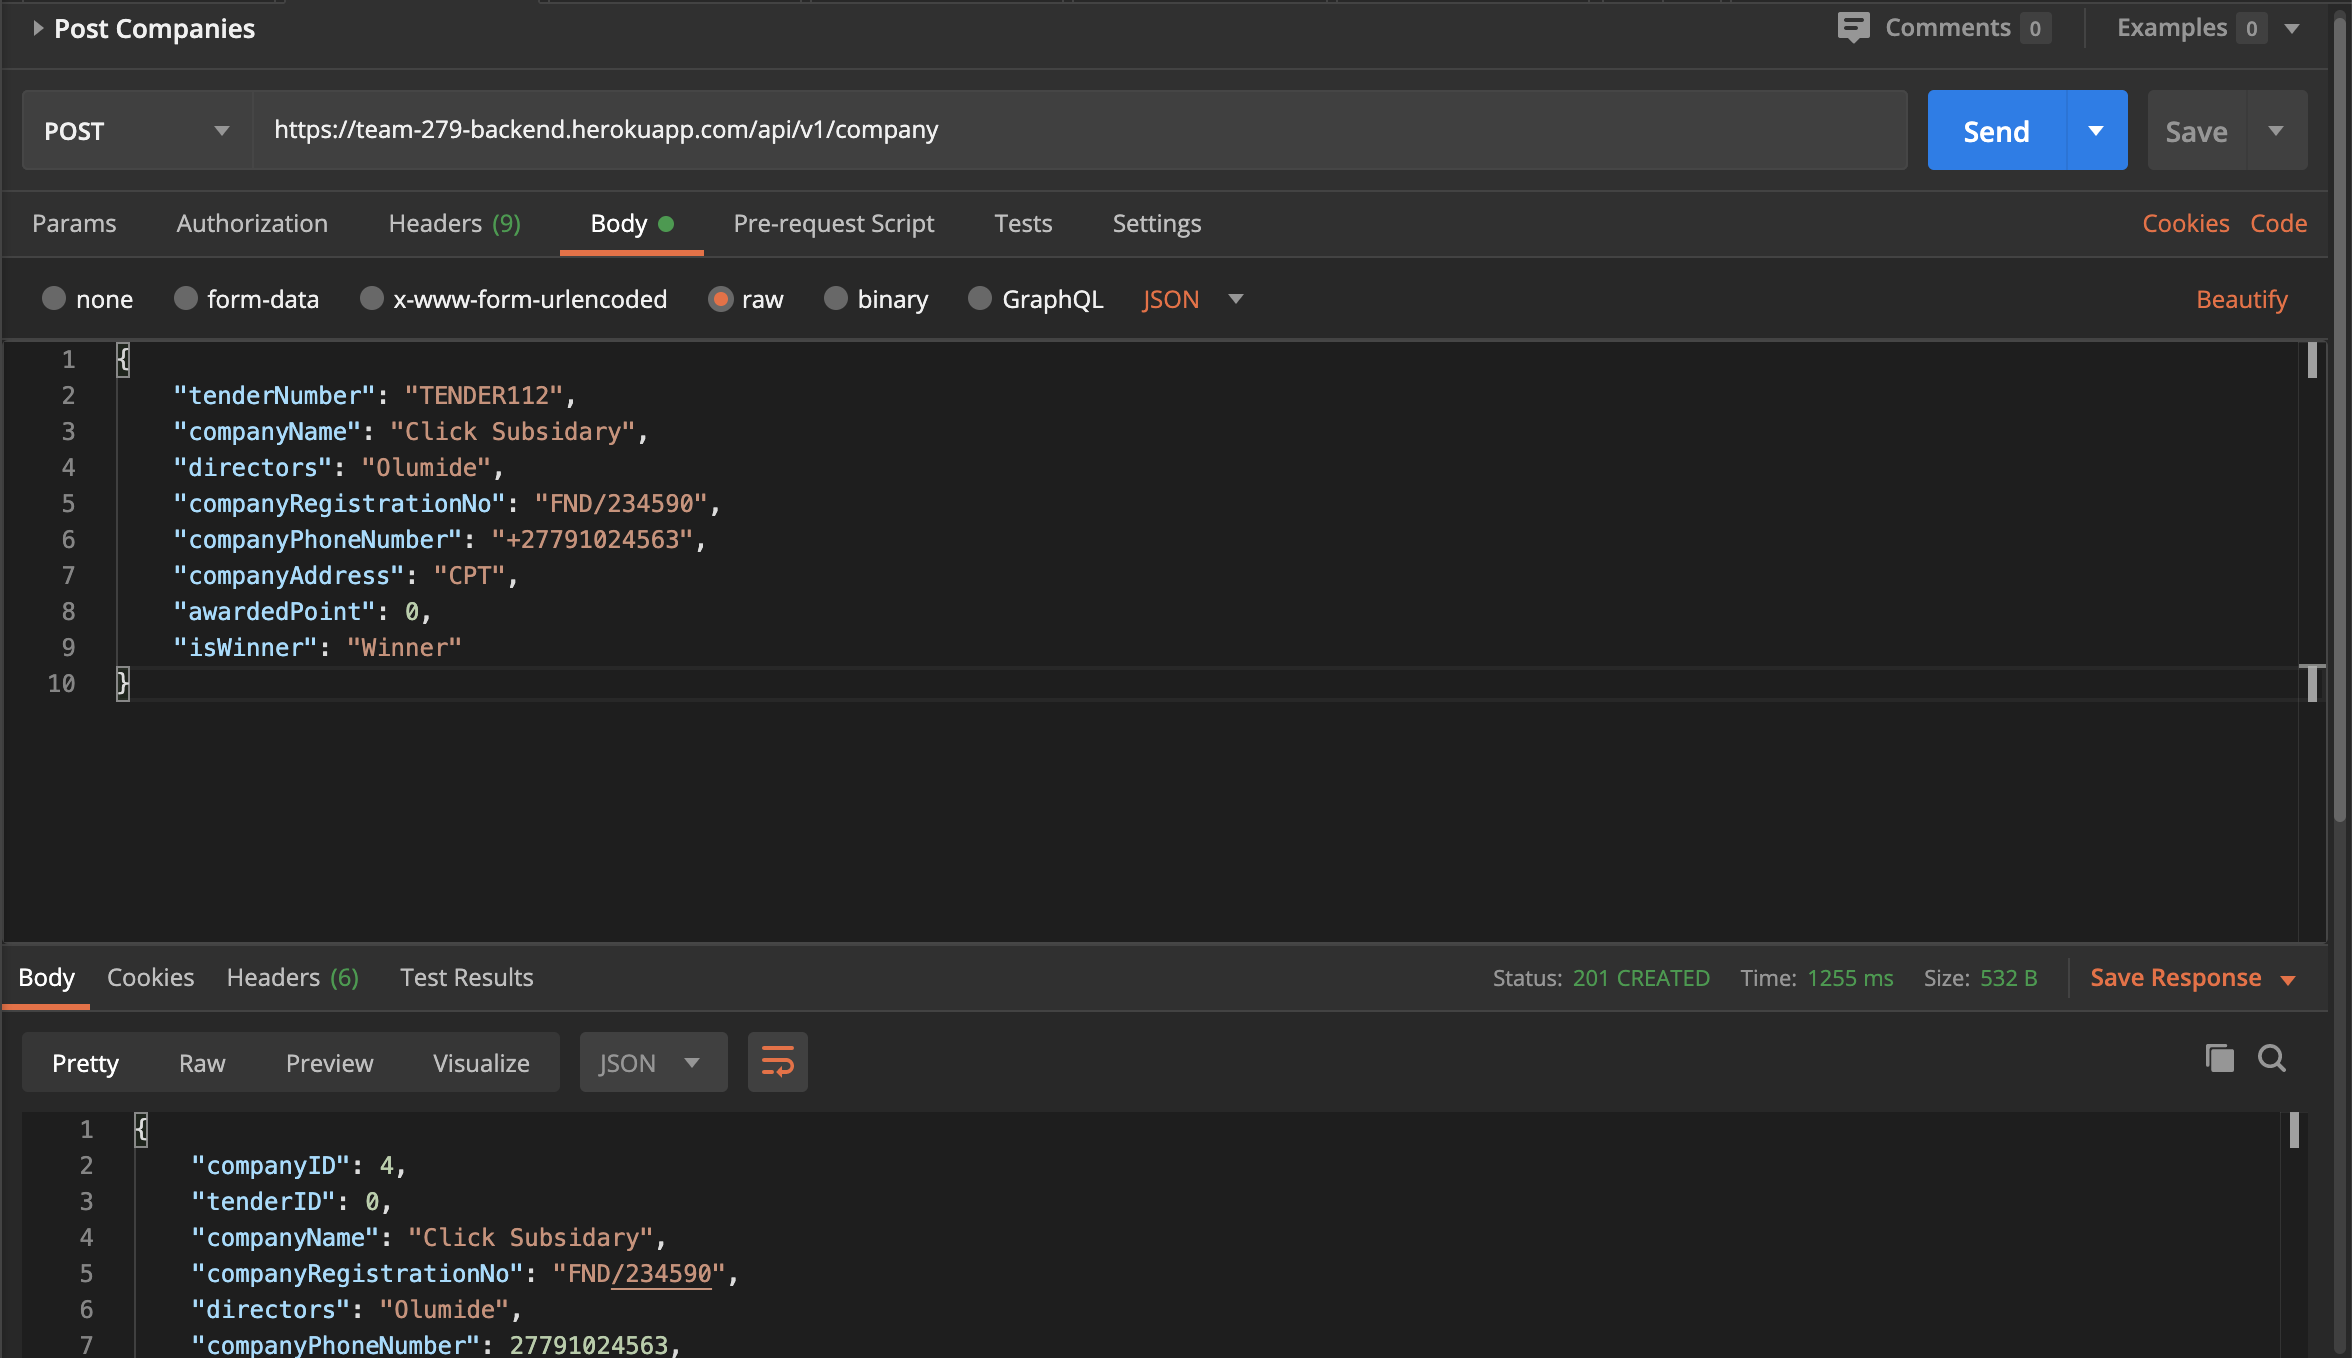 Post Companies
Comments 0 Examples 0
POST https://team-279-backend.herokuapp.com/api/v1/company Send Save
Params Authorization Headers (9) Body Pre-request Script Tests Settings Cookies Code
none form-data x-www-form-urlencoded raw binary GraphQL JSON Beautify
1 {
2 "tenderNumber": "TENDER112",
3 "companyName": "Click Subsidary",
4 "directors": "Olumide",
5 "companyRegistrationNo": "FND/234590",
6 "companyPhoneNumber": "+27791024563",
7 "companyAddress": "CPT",
8 "awardedPoint": 0,
9 "isWinner": "Winner"
10 }
Body Cookies Headers (6) Test Results Status: 201 CREATED Time: 1255 ms Size: 532 B Save Response
Pretty Raw Preview Visualize JSON
1 {
2 "companyID": 4,
3 "tenderID": 0,
4 "companyName": "Click Subsidary",
5 "companyRegistrationNo": "FND/234590",
6 "directors": "Olumide",
7 "companyPhoneNumber": 27791024563,